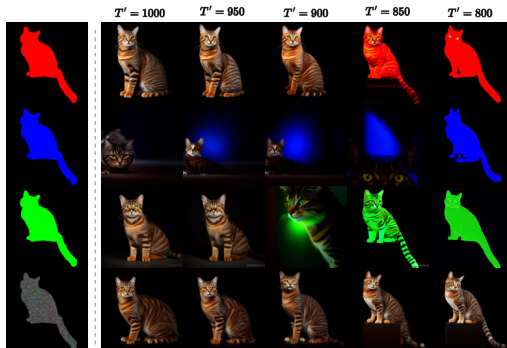 T′ = 1000 T′ = 950 T′ = 900 T′ = 850 T′ = 800